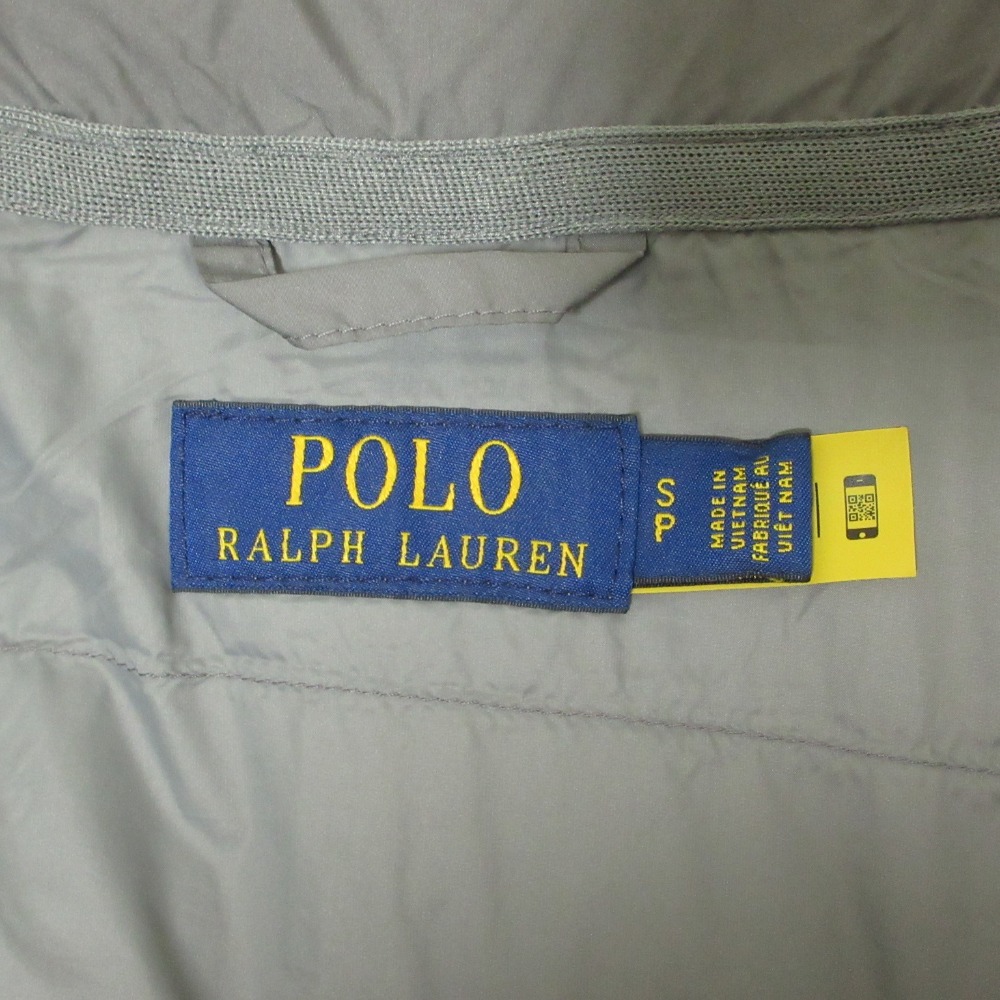 POLO
RALPH LAUREN
S
P
MADE IN
VIETNAM
FABRIQUÉ AU
VIÊT NAM